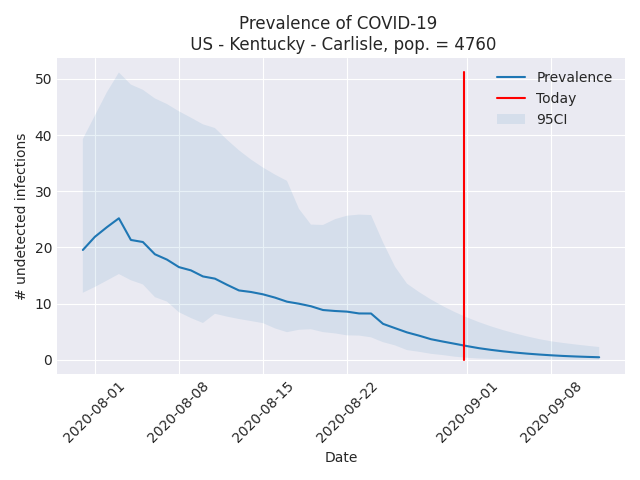 Prevalence of COVID-19
US - Kentucky - Carlisle, pop. = 4760
Prevalence
Today
95CI
# undetected infections
50
40
30
20
10
0
2020-08-01
2020-08-08
2020-08-15
2020-08-22
2020-09-01
2020-09-08
Date